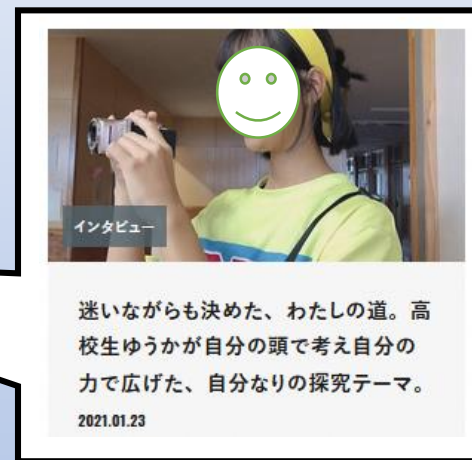 インタビュー
迷いながらも決めた、わたしの道。高
校生ゆうかが自分の頭で考え自分の
力で広げた、自分なりの探究テーマ。
2021.01.23